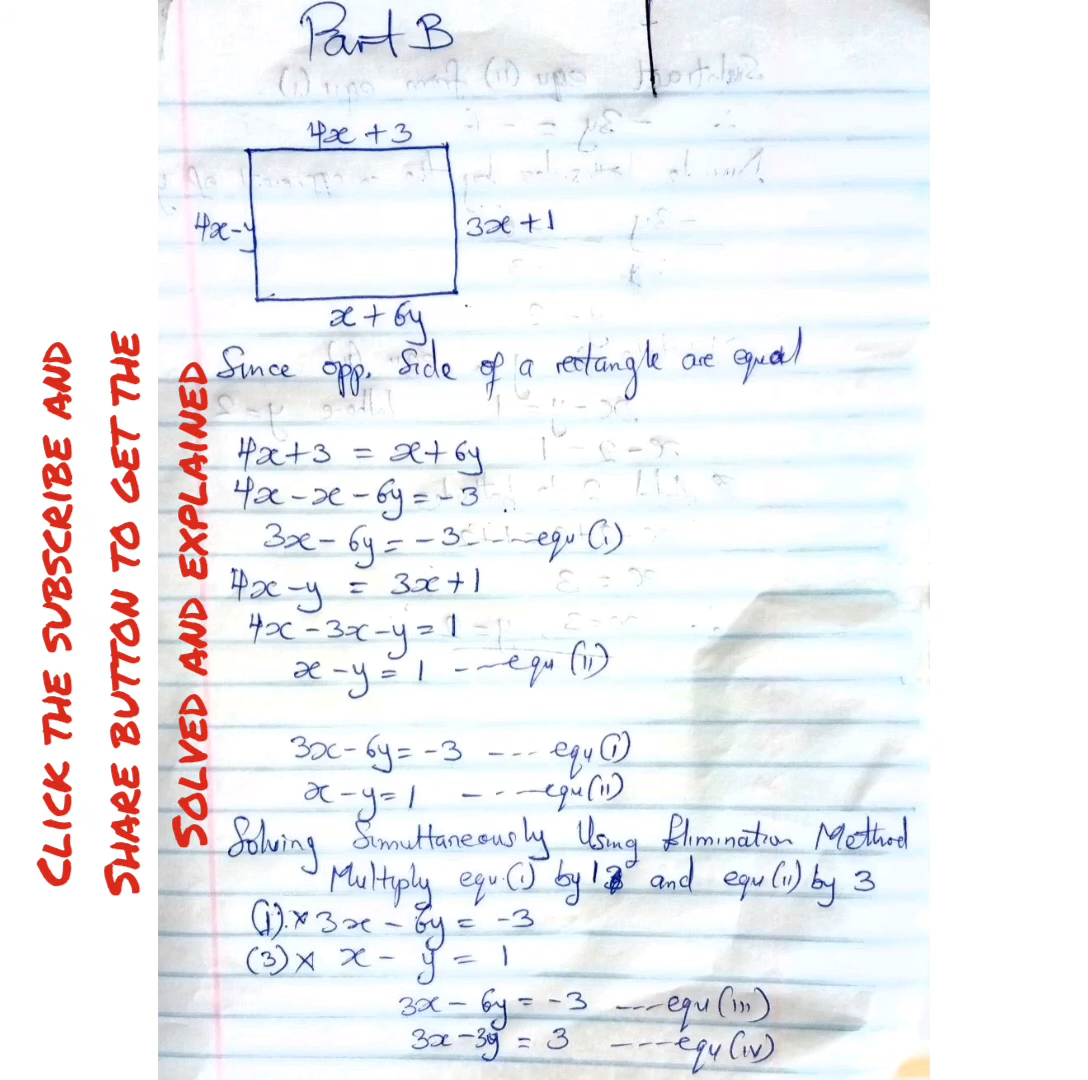 Part B
4x + 3
4x-y
3x + 1
x + 6y
Since opp. Side of a rectangle are equal
4x+3 = x+6y
4x-x-6y=-3
3x-6y=-3 --- equ (i)
4x-y = 3x+1
4x-3x-y=1
x-y=1 --- equ (ii)
3x-6y=-3 --- equ (i)
x-y=1 --- equ (ii)
Solving Simultaneously Using Elimination Method
Multiply equ.(i) by 1 and equ (ii) by 3
(1)x 3x - 6y = -3
(3)x x - y = 1
3x - 6y = -3 --- equ (iii)
3x-3y = 3 --- equ (iv)
CLICK THE SUBSCRIBE AND
SHARE BUTTON TO GET THE
SOLVED AND EXPLAINED